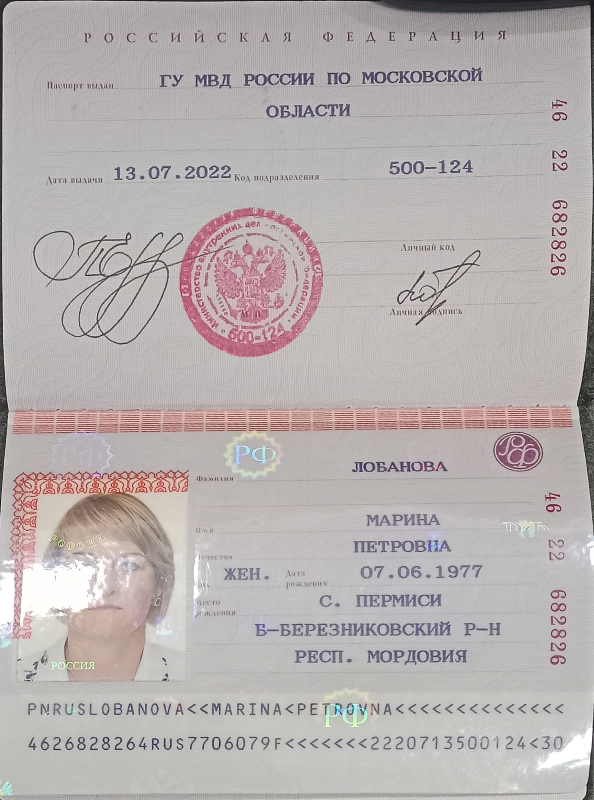 РОССИЙСКАЯ ФЕДЕРАЦИЯ
Паспорт выдан ГУ МВД РОССИИ ПО МОСКОВСКОЙ
ОБЛАСТИ
Дата выдачи 13.07.2022 Код подразделения 500-124
46 22 682826
Личный код
Личная подпись
Министерство внутренних дел Российской Федерации
М.П.
500-124
РФ
Фамилия ЛОБАНОВА
Имя МАРИНА
Отчество ПЕТРОВНА
Пол ЖЕН. Дата рождения 07.06.1977
Место рождения С. ПЕРМИСИ
Б-БЕРЕЗНИКОВСКИЙ Р-Н
РЕСП. МОРДОВИЯ
46 22 682826
РОССИЯ
РОССИЯ
РФ
PNRUSLOBANOVA<<MARINA<PETROVNA<<<<<<<<<<<<<<
4626828264RUS7706079F<<<<<<<2220713500124<30